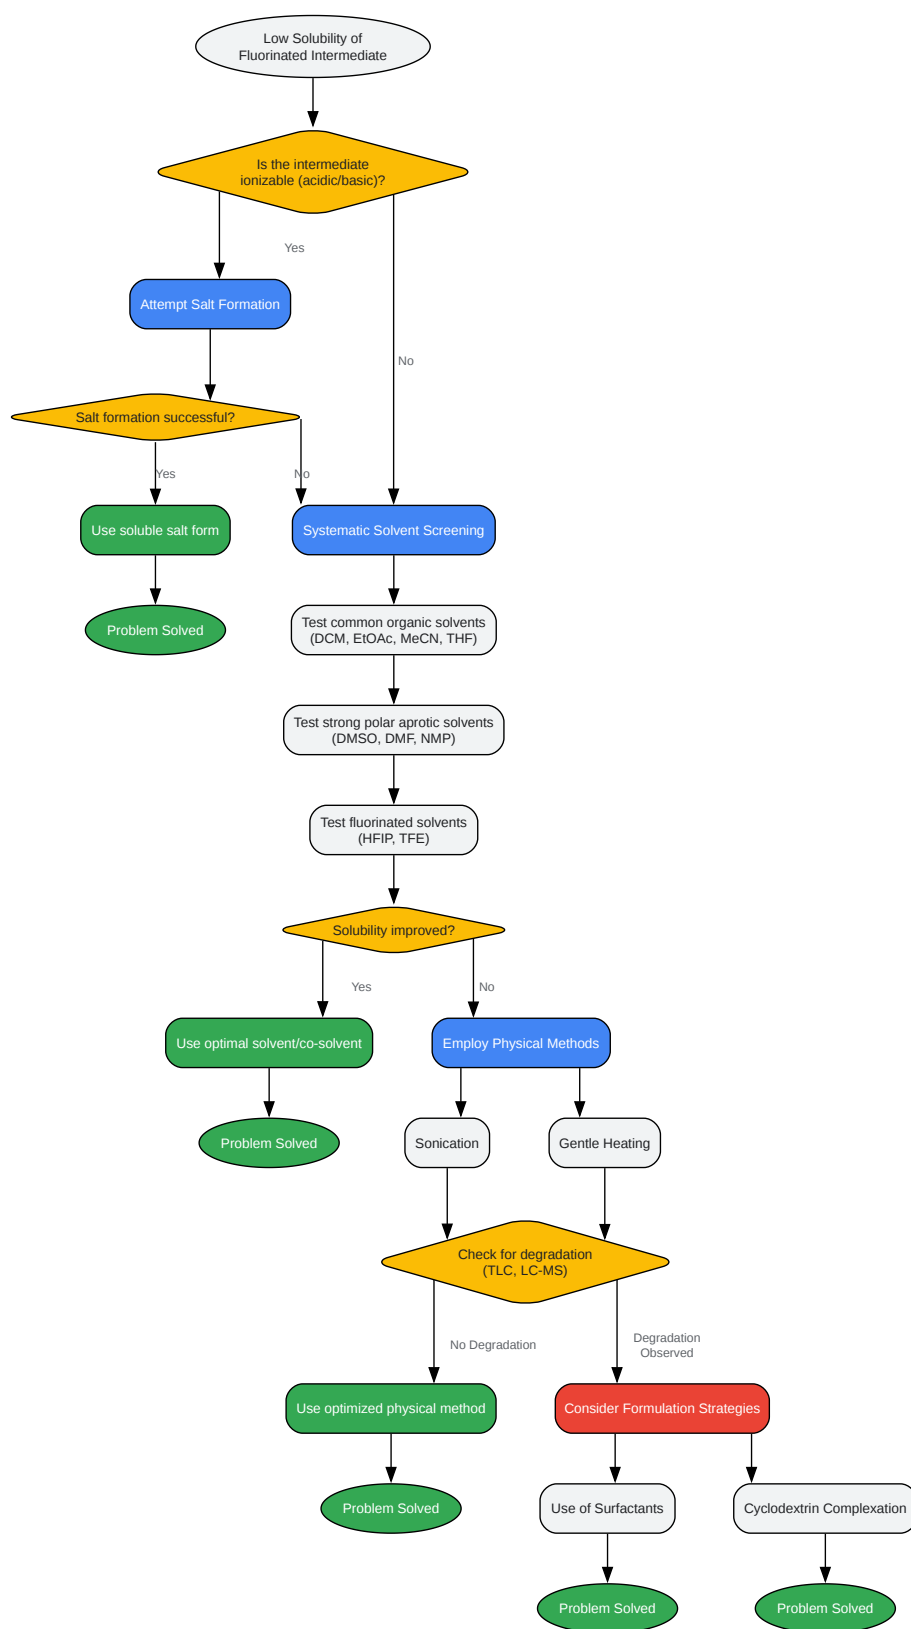 Low Solubility of
Fluorinated Intermediate
Is the intermediate
ionizable (acidic/basic)?
Yes
Attempt Salt Formation
No
Salt formation successful?
Yes
No
Use soluble salt form
Systematic Solvent Screening
Problem Solved
Test common organic solvents
(DCM, EtOAc, MeCN, THF)
Test strong polar aprotic solvents
(DMSO, DMF, NMP)
Test fluorinated solvents
(HFIP, TFE)
Solubility improved?
Yes
No
Use optimal solvent/co-solvent
Employ Physical Methods
Problem Solved
Sonication
Gentle Heating
Check for degradation
(TLC, LC-MS)
No Degradation
Degradation
Observed
Use optimized physical method
Consider Formulation Strategies
Problem Solved
Use of Surfactants
Cyclodextrin Complexation
Problem Solved
Problem Solved